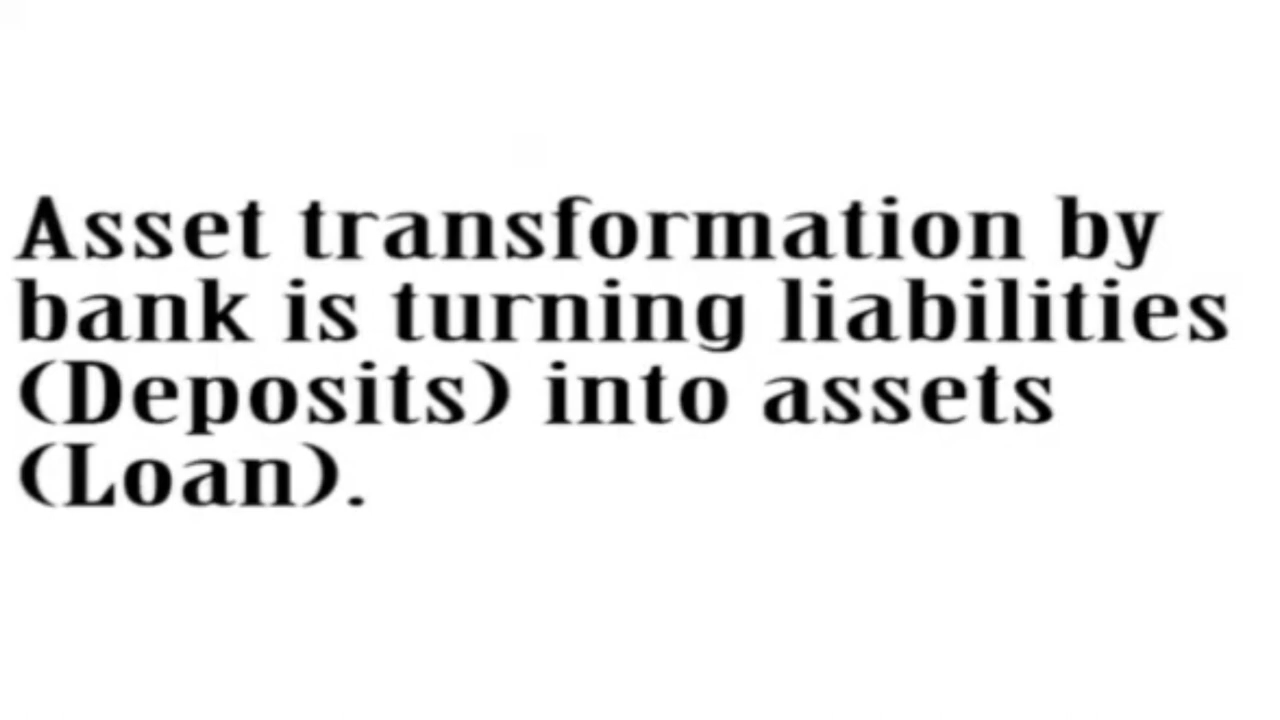 Asset transformation by
bank is turning liabilities
(Deposits) into assets
(Loan).